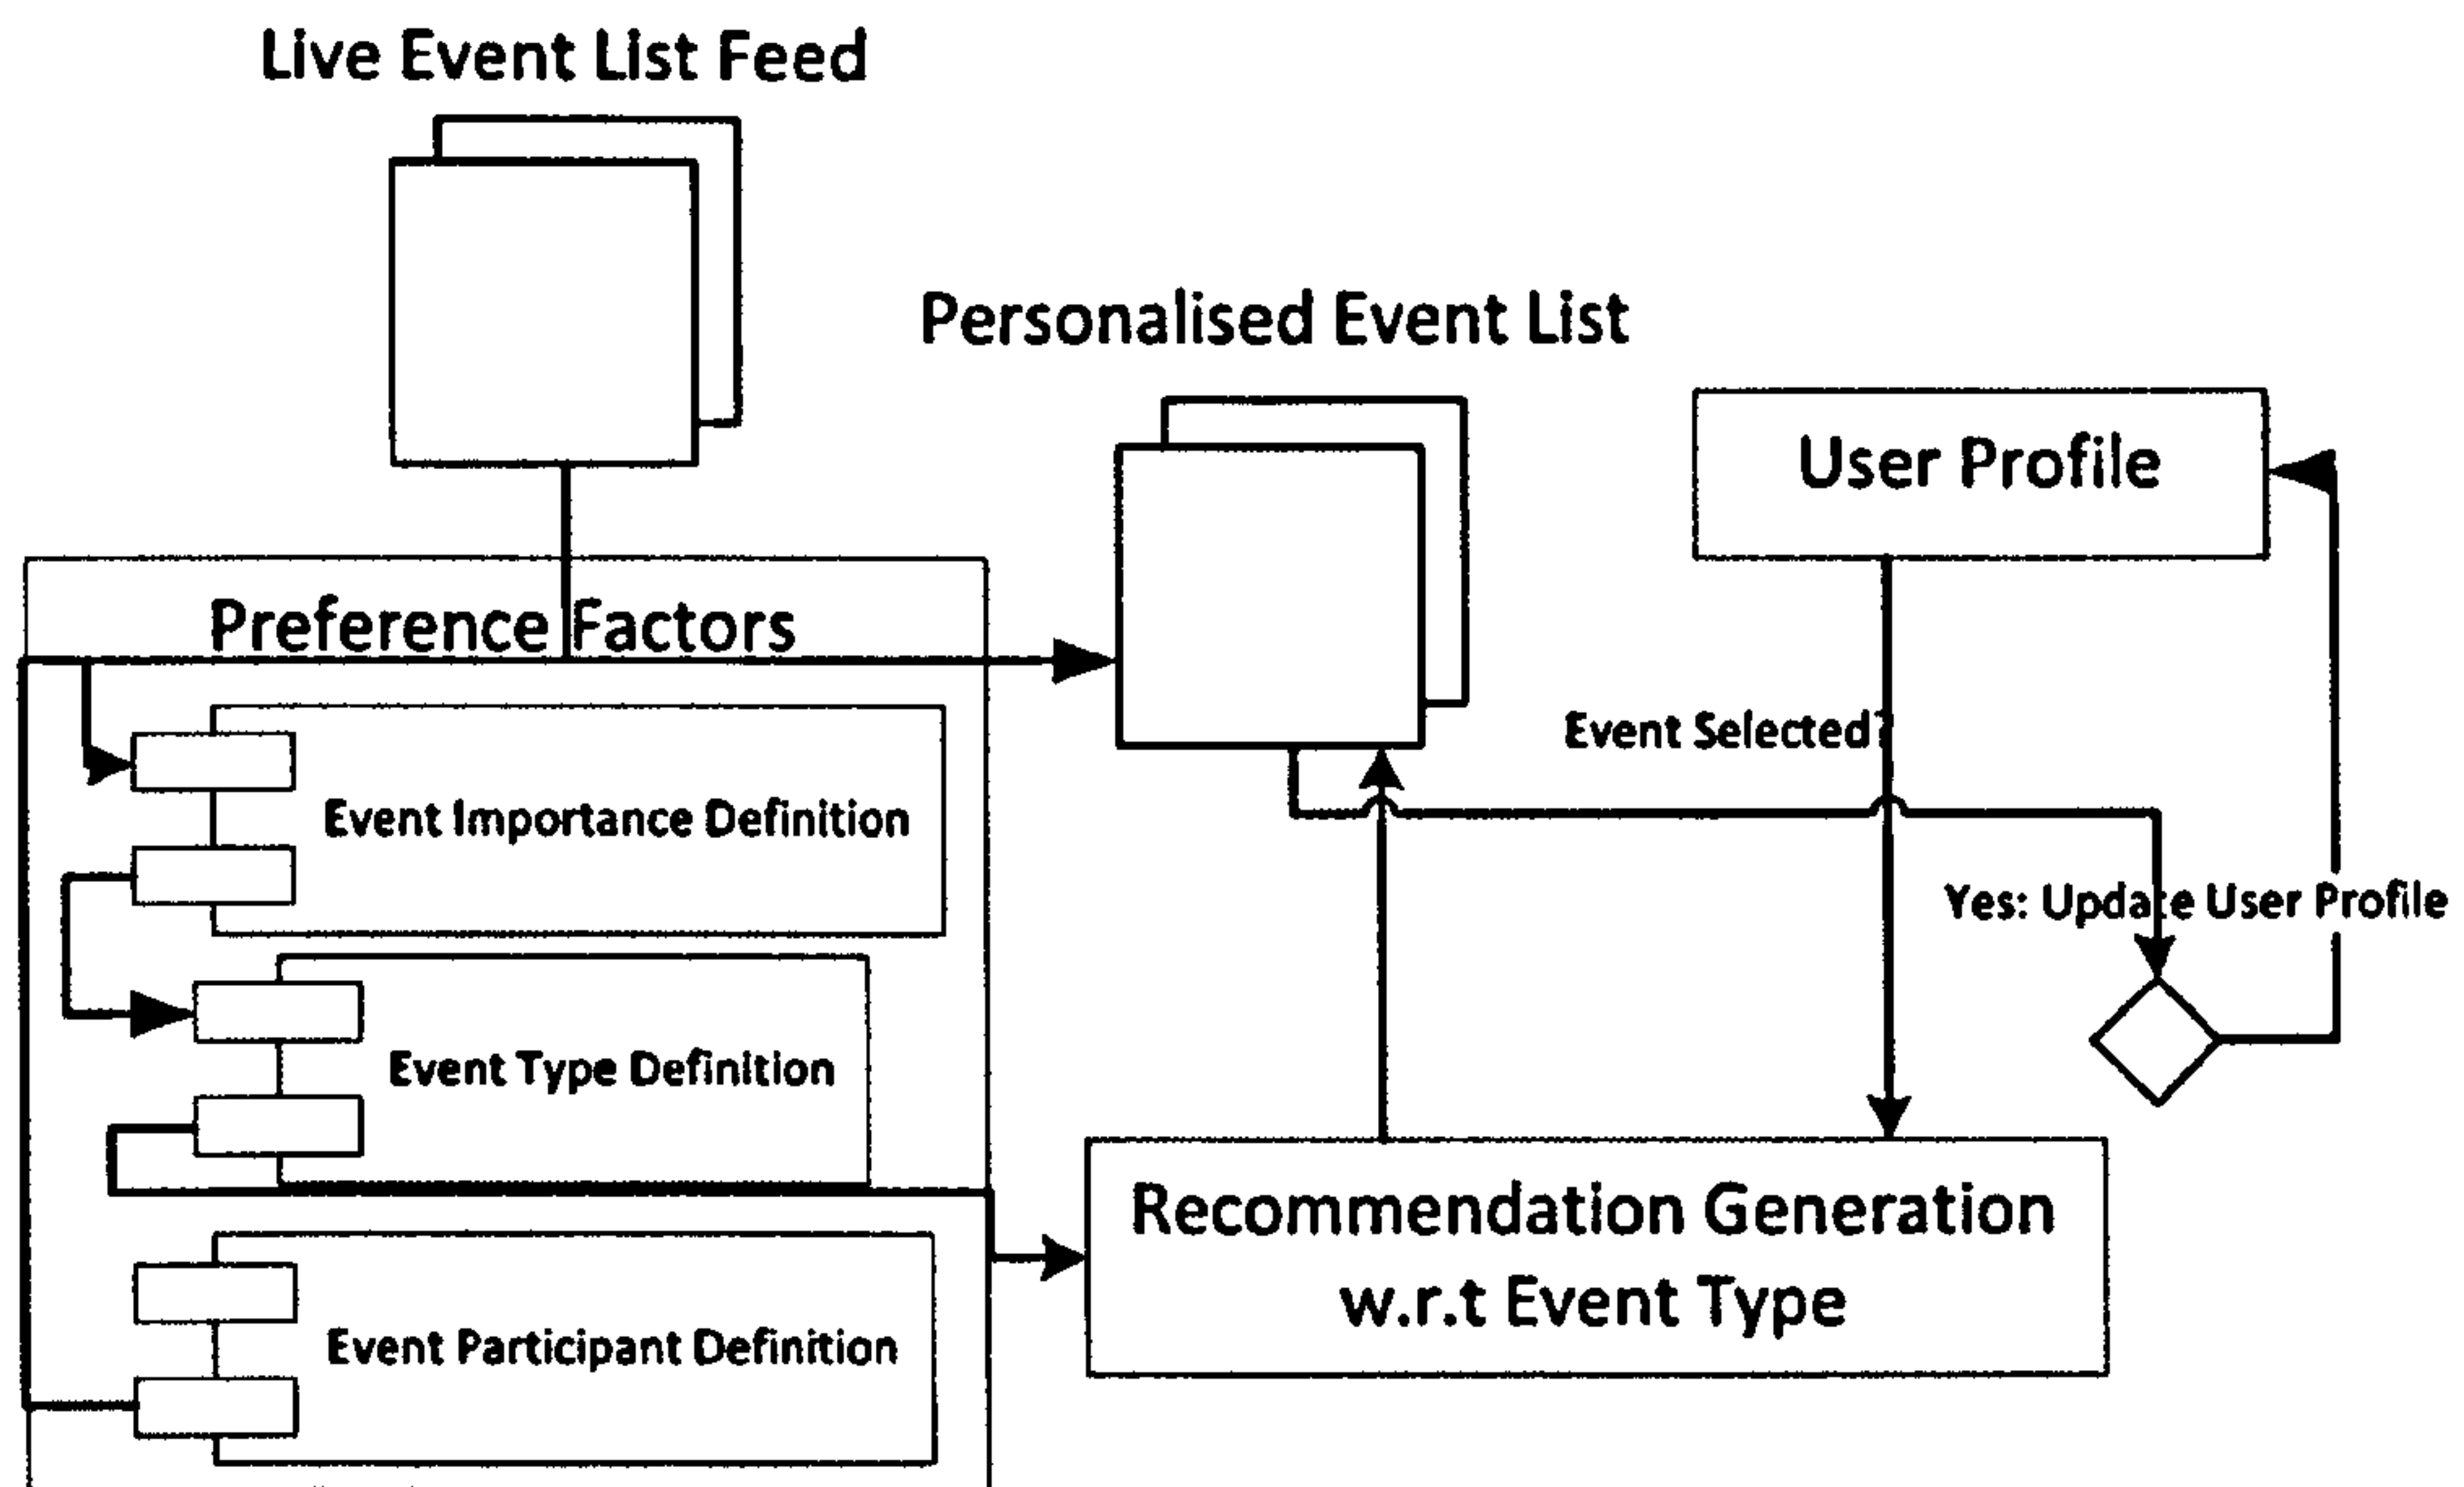 Live Event List Feed
Personalised Event List
User Profile
Preference Factors
Event Selected?
Event Importance Definition
Yes: Update User Profile
Event Type Definition
Recommendation Generation
w.r.t Event Type
Event Participant Definition